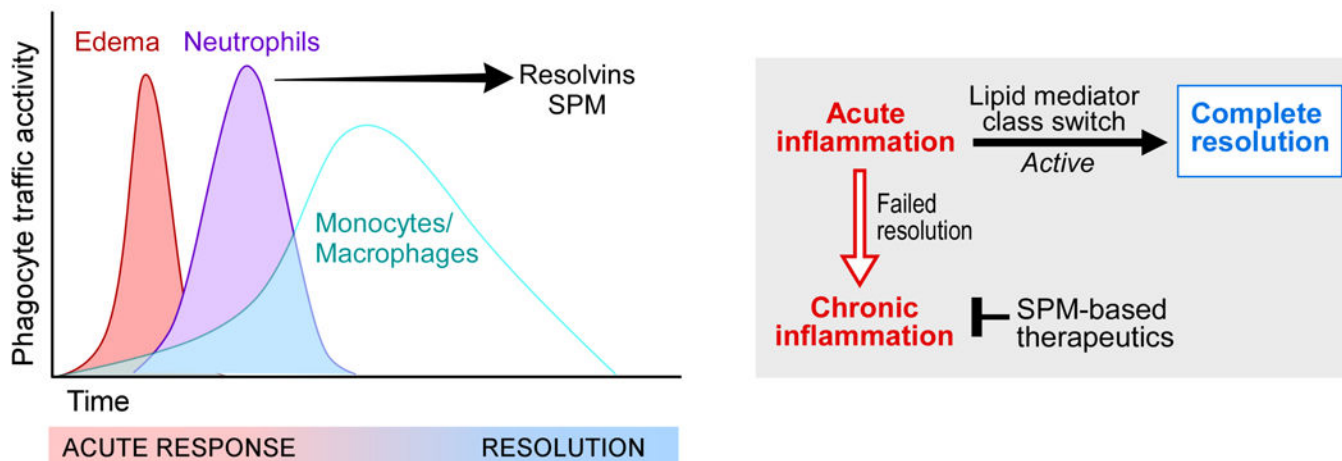 Phagocyte traffic acctivity
Edema
Neutrophils
Resolvins
SPM
Monocytes/
Macrophages
Time
ACUTE RESPONSE
RESOLUTION
Acute
inflammation
Lipid mediator
class switch
Active
Complete
resolution
Failed
resolution
Chronic
inflammation
SPM-based
therapeutics